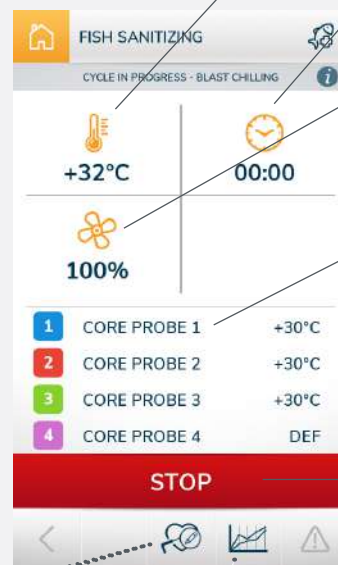 FISH SANITIZING
CYCLE IN PROGRESS - BLAST CHILLING
+32°C
00:00
100%
1 CORE PROBE 1 +30°C
2 CORE PROBE 2 +30°C
3 CORE PROBE 3 +30°C
4 CORE PROBE 4 DEF
STOP